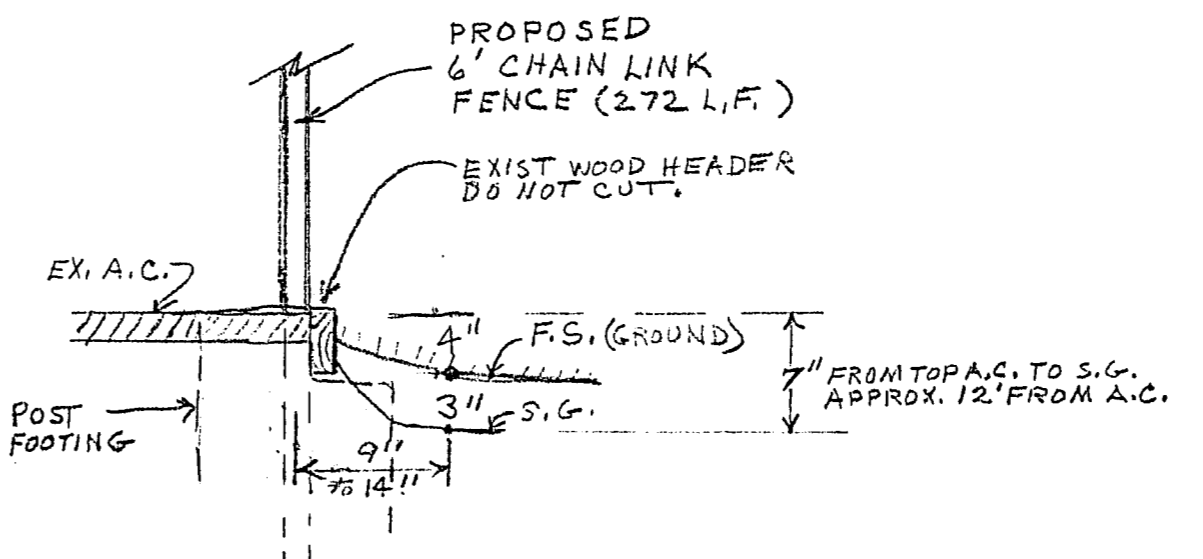 PROPOSED
6' CHAIN LINK
FENCE (272 L.F.)
EXIST WOOD HEADER
DO NOT CUT.
EX. A.C.
4"
F.S. (GROUND)
7" FROM TOP A.C. TO S.G.
APPROX. 12' FROM A.C.
3"
S.G.
POST
FOOTING
9"
to 14"